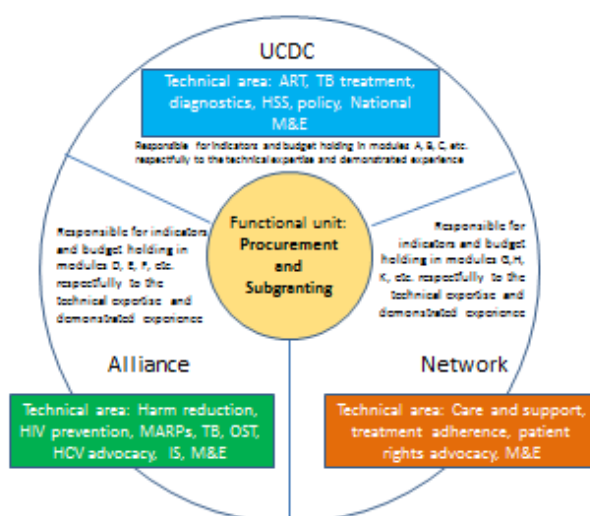 UCDC
Technical area: ART, TB treatment,
diagnostics, HSS, policy, National
M&E
Responsible for indicators and budget holding in modules A, B, C, etc.
respectfully to the technical expertise and demonstrated experience
Functional unit:
Procurement
and
Subgranting
Responsible for indicators
and budget holding in
modules D, E, F, etc.
respectfully to the
technical expertise and
demonstrated experience
Responsible for
indicators and budget
holding in modules G,H,
K, etc. respectfully to the
technical expertise and
demonstrated experience
Alliance
Technical area: Harm reduction,
HIV prevention, MARPs, TB, OST,
HCV advocacy, IS, M&E
Network
Technical area: Care and support,
treatment adherence, patient
rights advocacy, M&E